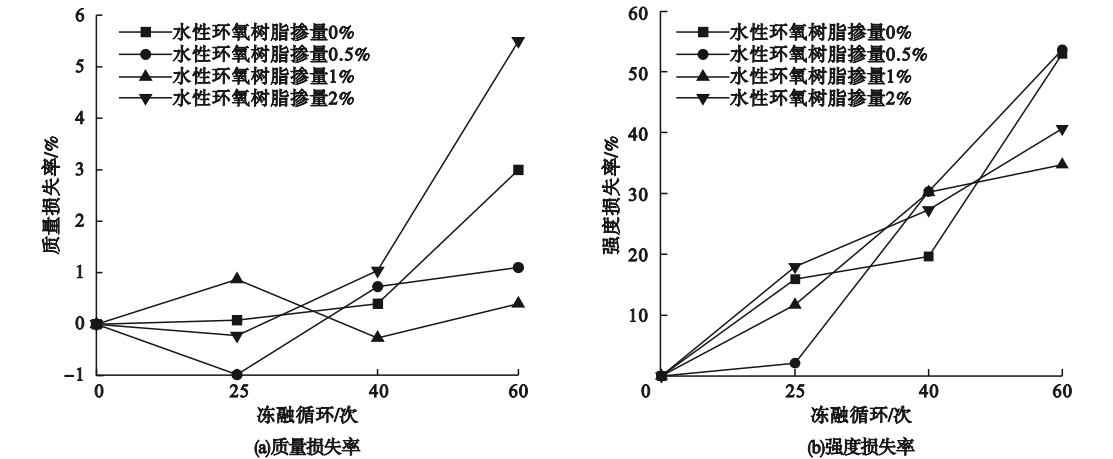 6
5
4
3
2
1
0
−1
质量损失率/%
水性环氧树脂掺量0%
水性环氧树脂掺量0.5%
水性环氧树脂掺量1%
水性环氧树脂掺量2%
0 25 40 60
冻融循环/次
(a)质量损失率
60
50
40
30
20
10
0
强度损失率/%
水性环氧树脂掺量0%
水性环氧树脂掺量0.5%
水性环氧树脂掺量1%
水性环氧树脂掺量2%
25 40 60
冻融循环/次
(b)强度损失率